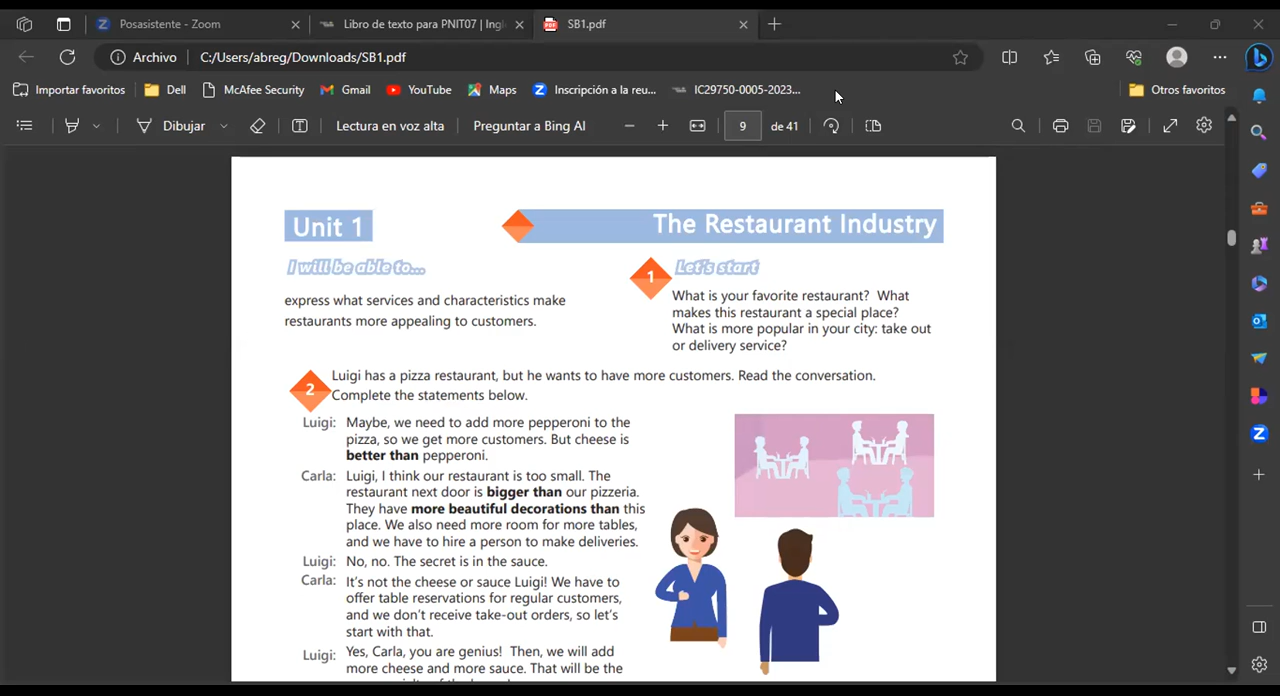 Posasistente - Zoom
Libro de texto para PNIT07 | Ingl
SB1.pdf
Archivo
C:/Users/abreg/Downloads/SB1.pdf
Importar favoritos
Dell
McAfee Security
Gmail
YouTube
Maps
Inscripción a la reu...
IC29750-0005-2023...
Otros favoritos
Dibujar
Lectura en voz alta
Preguntar a Bing AI
9
de 41
Unit 1
The Restaurant Industry
I will be able to...
express what services and characteristics make
restaurants more appealing to customers.
1
Let's start
What is your favorite restaurant? What
makes this restaurant a special place?
What is more popular in your city: take out
or delivery service?
2
Luigi has a pizza restaurant, but he wants to have more customers. Read the conversation.
Complete the statements below.
Luigi: Maybe, we need to add more pepperoni to the
pizza, so we get more customers. But cheese is
better than pepperoni.
Carla: Luigi, I think our restaurant is too small. The
restaurant next door is bigger than our pizzeria.
They have more beautiful decorations than this
place. We also need more room for more tables,
and we have to hire a person to make deliveries.
Luigi: No, no. The secret is in the sauce.
Carla: It's not the cheese or sauce Luigi! We have to
offer table reservations for regular customers,
and we don't receive take-out orders, so let's
start with that.
Luigi: Yes, Carla, you are genius! Then, we will add
more cheese and more sauce. That will be the